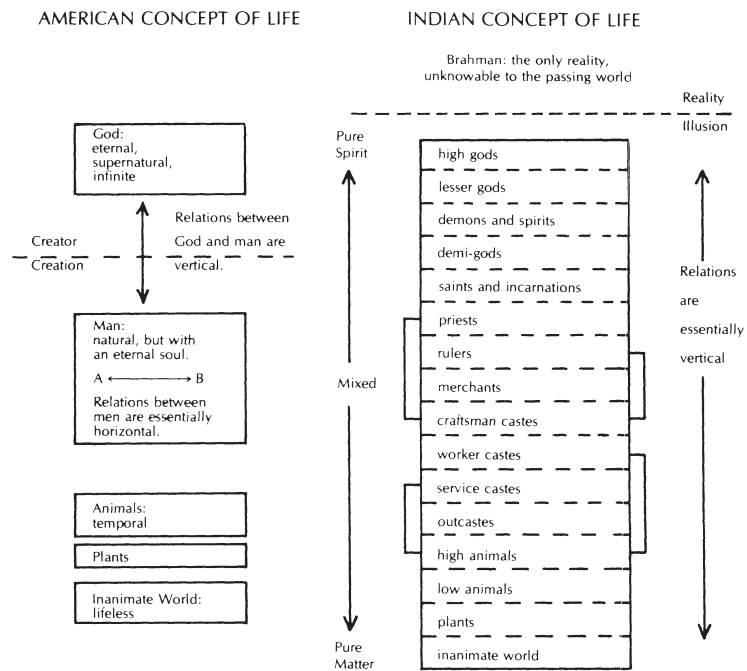 AMERICAN CONCEPT OF LIFE
God:
eternal,
supernatural,
infinite
Relations between
God and man are
vertical.
Creator
Creation
Man:
natural, but with
an eternal soul.
A B
Relations between
men are essentially
horizontal.
Animals:
temporal
Plants
Inanimate World:
lifeless
INDIAN CONCEPT OF LIFE
Brahman: the only reality,
unknowable to the passing world
Reality
Illusion
Pure
Spirit
Mixed
Pure
Matter
high gods
lesser gods
demons and spirits
demi-gods
saints and incarnations
priests
rulers
merchants
craftsman castes
worker castes
service castes
outcastes
high animals
low animals
plants
inanimate world
Relations
are
essentially
vertical